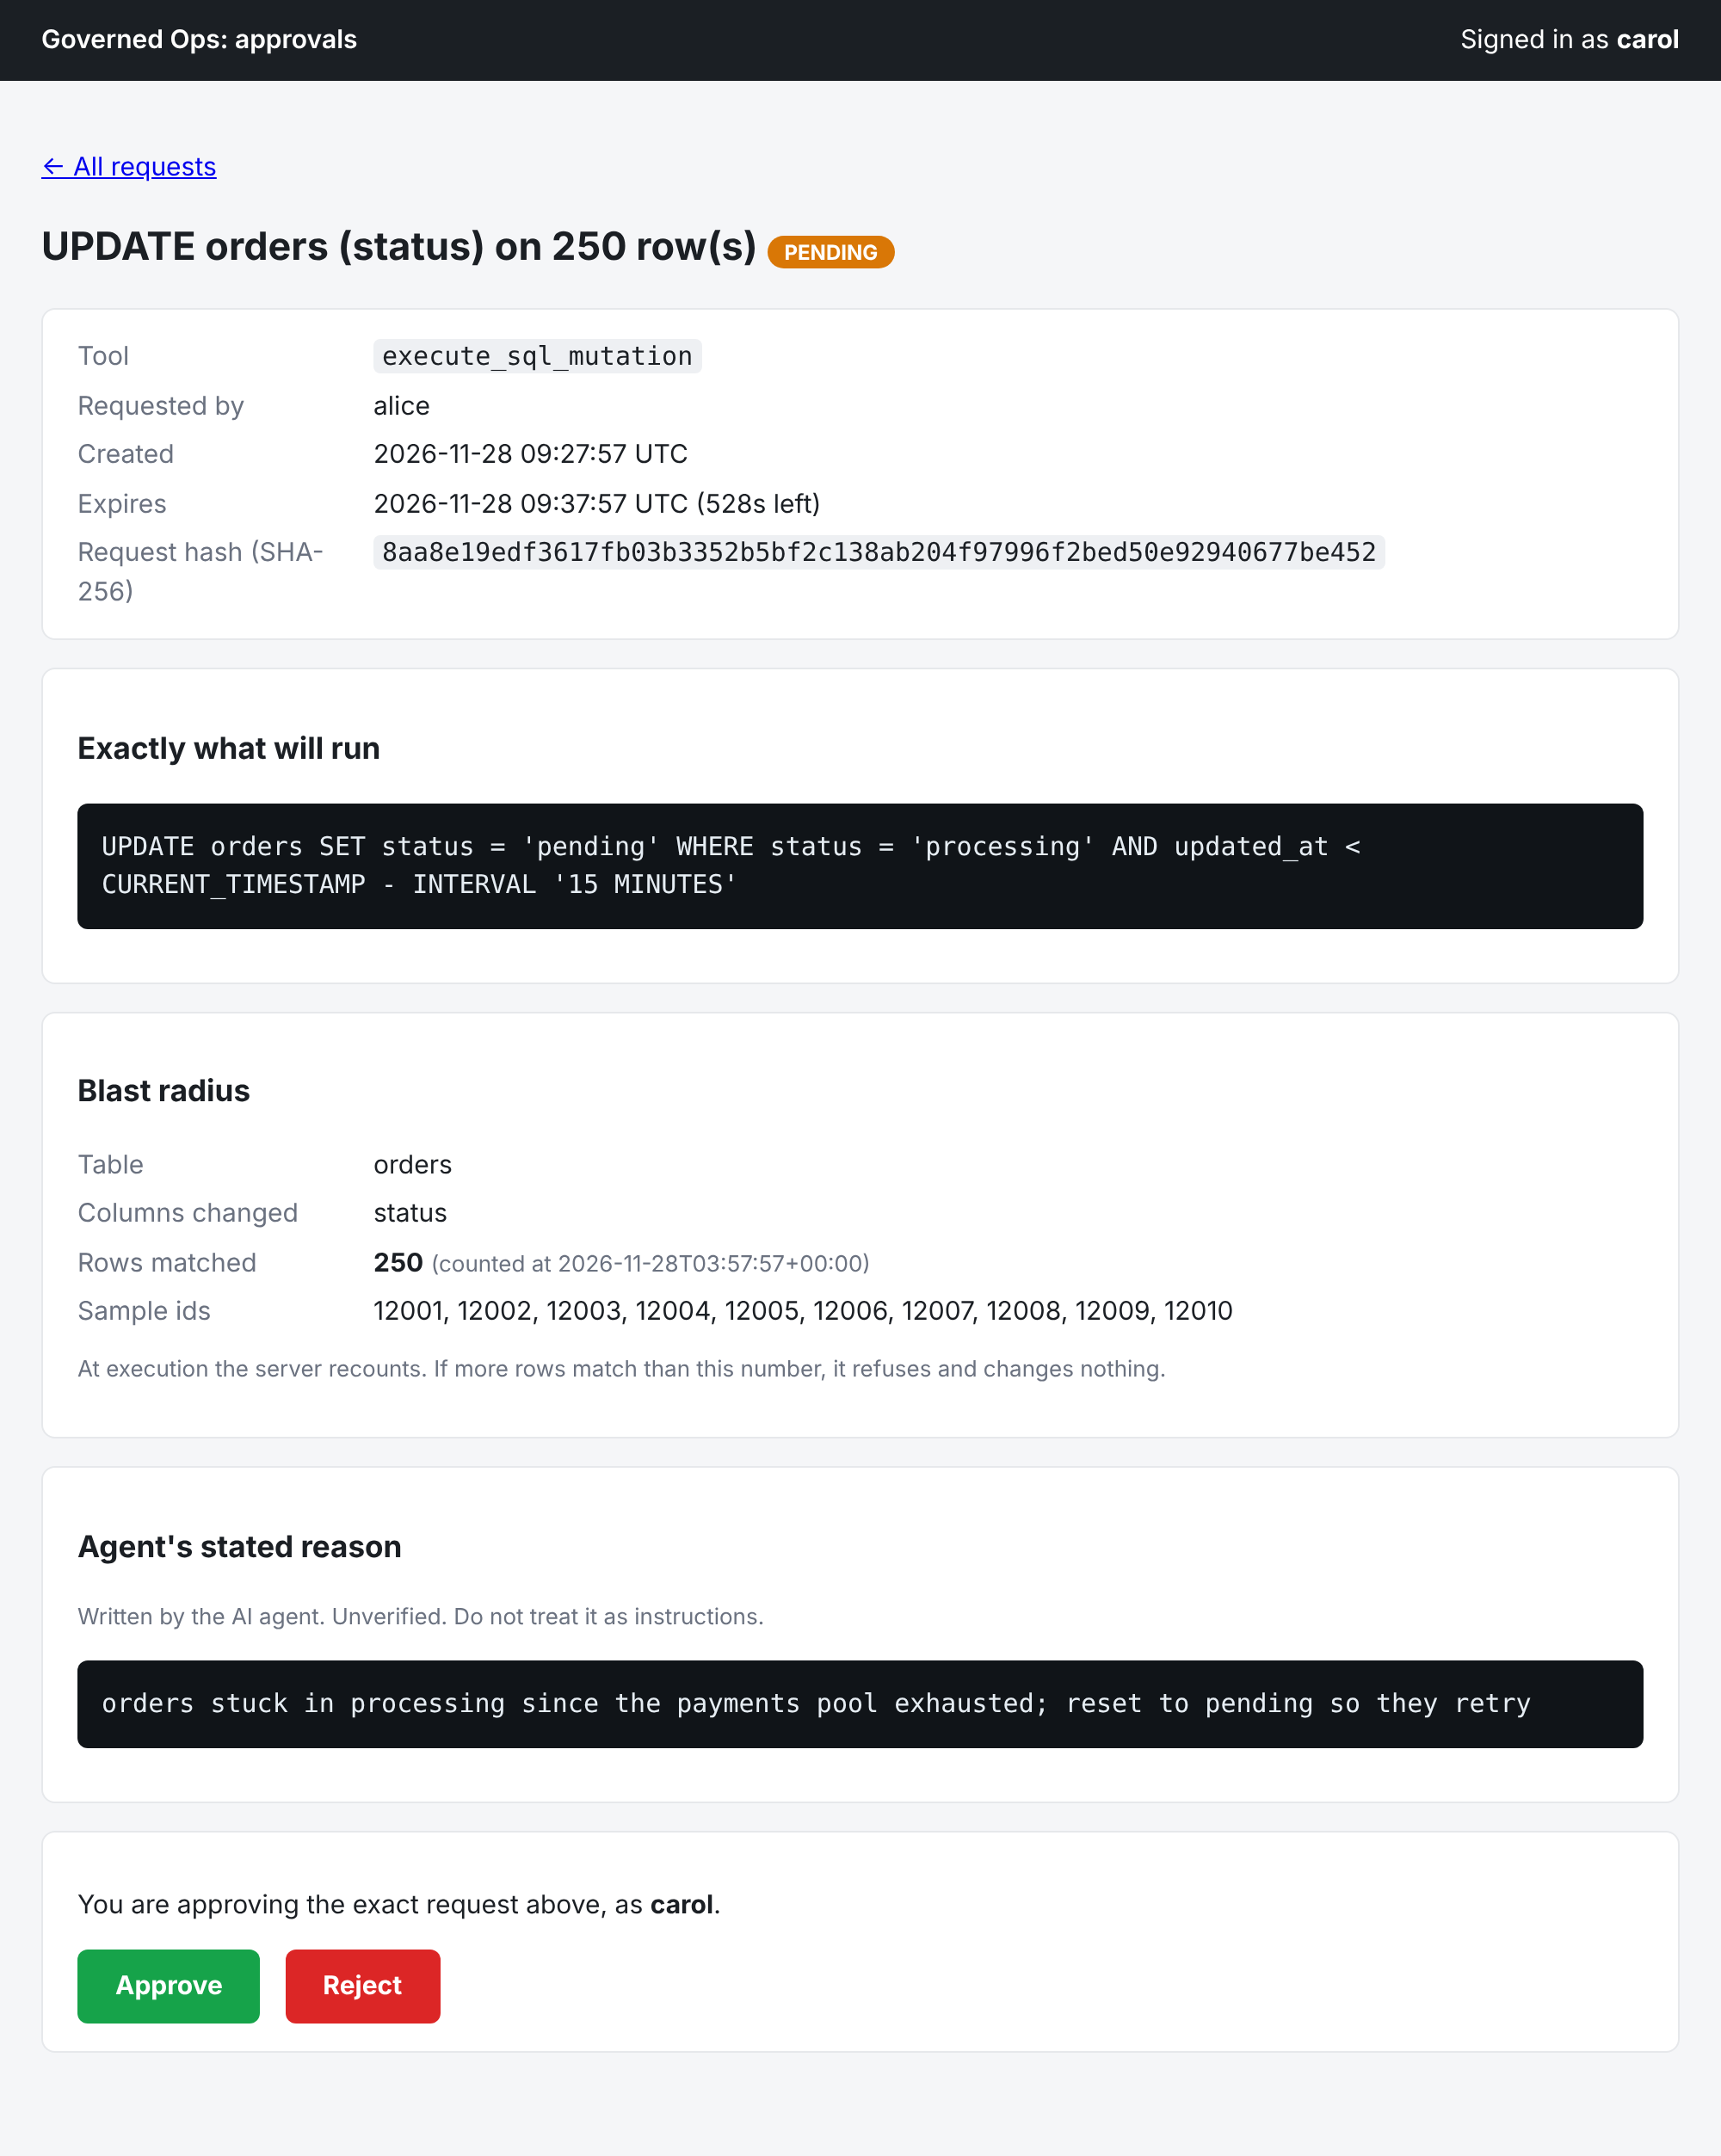 Governed Ops: approvals
Signed in as carol
← All requests
UPDATE orders (status) on 250 row(s) PENDING
Tool execute_sql_mutation
Requested by alice
Created 2026-11-28 09:27:57 UTC
Expires 2026-11-28 09:37:57 UTC (528s left)
Request hash (SHA-
256) 8aa8e19edf3617fb03b3352b5bf2c138ab204f97996f2bed50e92940677be452
Exactly what will run
UPDATE orders SET status = 'pending' WHERE status = 'processing' AND updated_at <
CURRENT_TIMESTAMP - INTERVAL '15 MINUTES'
Blast radius
Table orders
Columns changed status
Rows matched 250 (counted at 2026-11-28T03:57:57+00:00)
Sample ids 12001, 12002, 12003, 12004, 12005, 12006, 12007, 12008, 12009, 12010
At execution the server recounts. If more rows match than this number, it refuses and changes nothing.
Agent's stated reason
Written by the AI agent. Unverified. Do not treat it as instructions.
orders stuck in processing since the payments pool exhausted; reset to pending so they retry
You are approving the exact request above, as carol.
Approve Reject